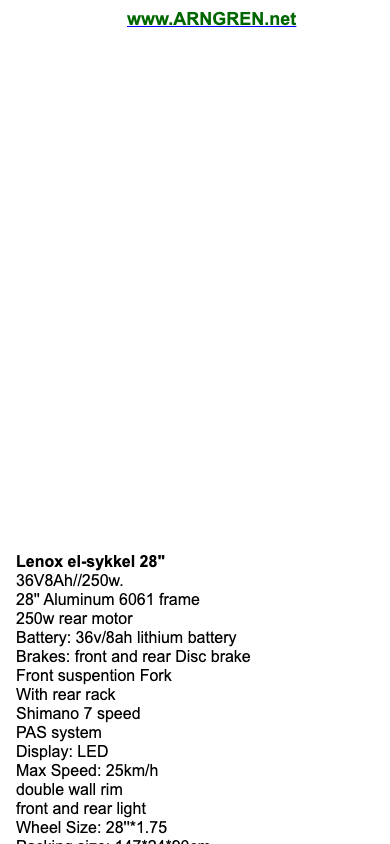 www.ARNGREN.net
Lenox el-sykkel 28"
36V8Ah//250w.
28" Aluminum 6061 frame
250w rear motor
Battery: 36v/8ah lithium battery
Brakes: front and rear Disc brake
Front suspention Fork
With rear rack
Shimano 7 speed
PAS system
Display: LED
Max Speed: 25km/h
double wall rim
front and rear light
Wheel Size: 28"*1.75